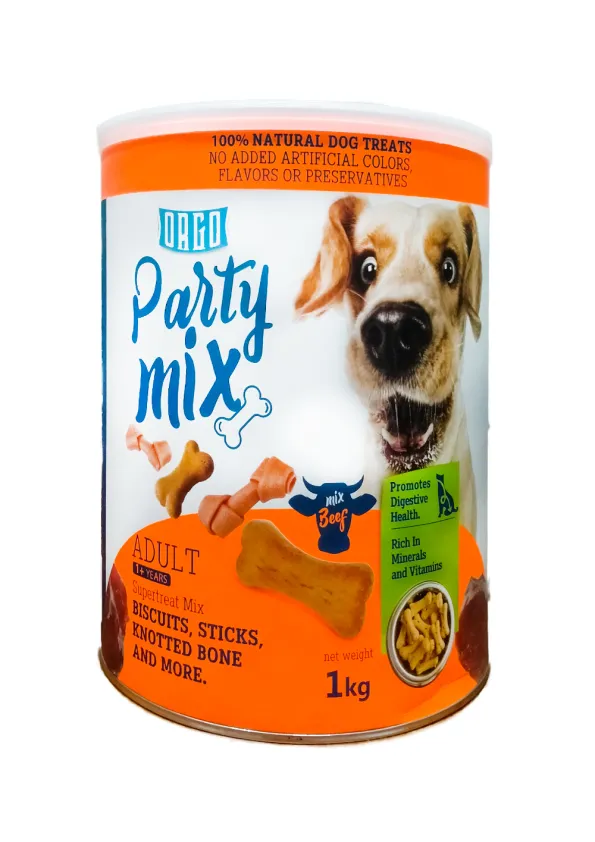 100% NATURAL DOG TREATS
NO ADDED ARTIFICIAL COLORS,
FLAVORS OR PRESERVATIVES
ORGO
Party
mix
mix
Beef
Promotes
Digestive
Health.
Rich In
Minerals
and Vitamins
ADULT
1+ YEARS
Supertreat Mix
BISCUITS, STICKS,
KNOTTED BONE
AND MORE.
net weight
1kg